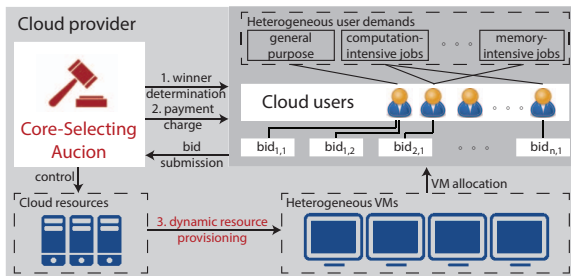 Cloud provider
Heterogeneous user demands
general
purpose
computation-
intensive jobs
memory-
intensive jobs
1. winner
determination
2. payment
charge
bid
submission
Core-Selecting
Aucion
Cloud users
bid1,1
bid1,2
bid2,1
bidn,1
control
VM allocation
Cloud resources
3. dynamic resource
provisioning
Heterogeneous VMs